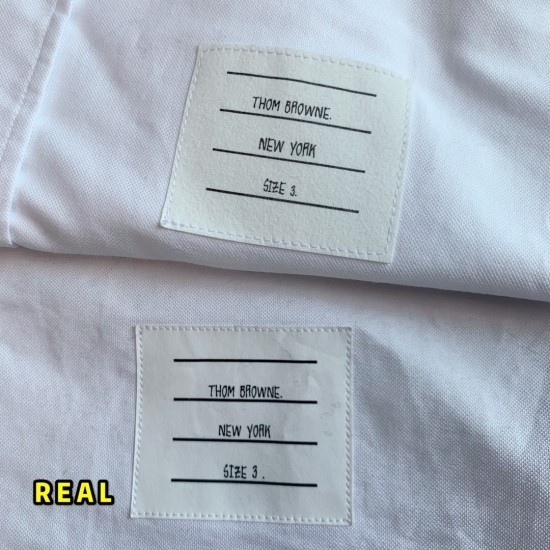 THOM BROWNE.
NEW YORK
SIZE 3.
THOM BROWNE.
NEW YORK
SIZE 3 .
REAL